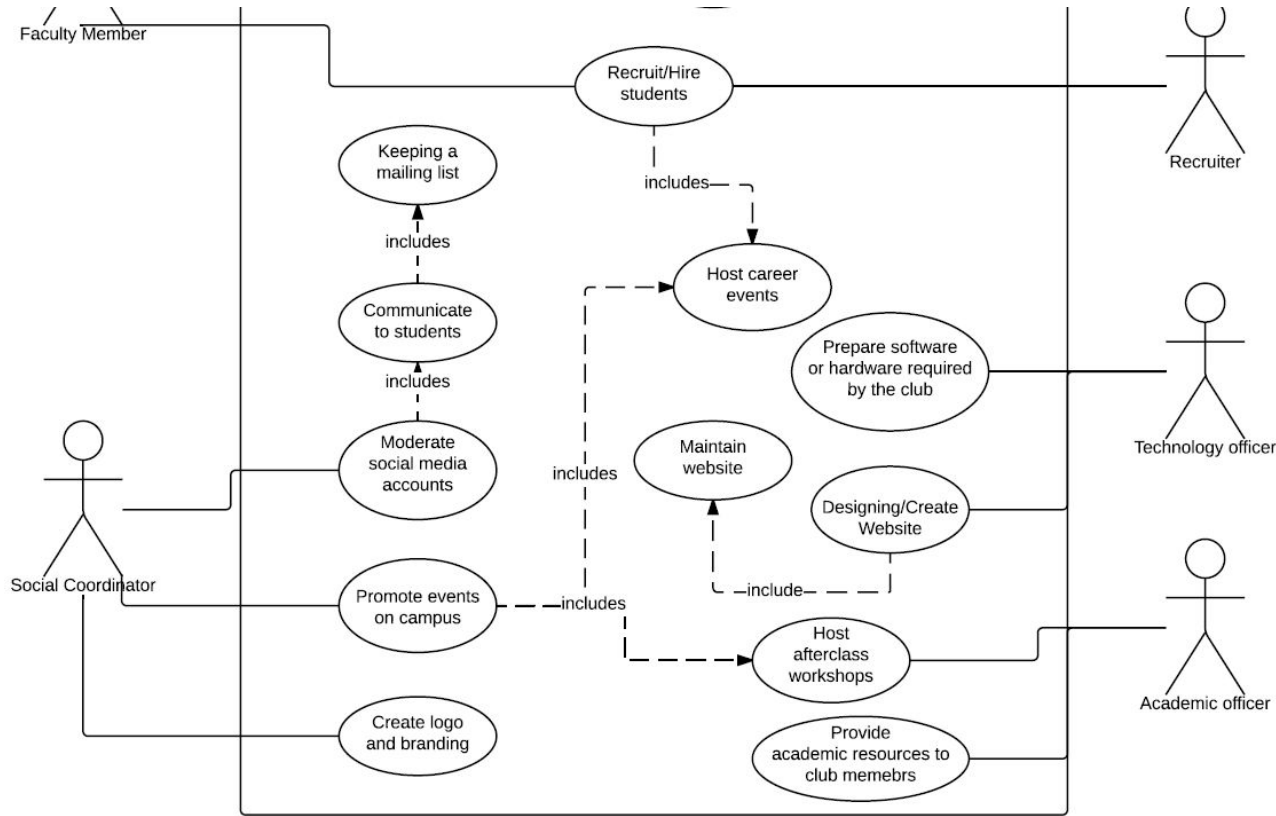 Faculty Member
Recruit/Hire
students
Recruiter
Keeping a
mailing list
includes
includes
Communicate
to students
Host career
events
includes
Prepare software
or hardware required
by the club
Technology officer
Moderate
social media
accounts
Maintain
website
includes
Designing/Create
Website
Social Coordinator
Promote events
on campus
includes
include
Host
afterclass
workshops
Academic officer
Create logo
and branding
Provide
academic resources to
club memebrs